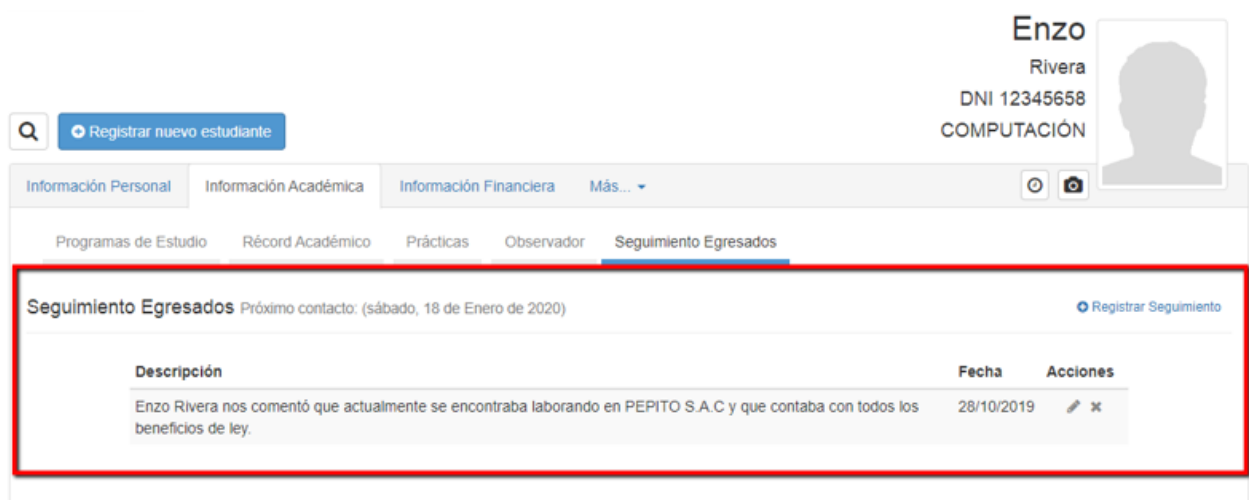 Enzo
Rivera
DNI 12345658
COMPUTACIÓN
Registrar nuevo estudiante
Información Personal Información Académica Información Financiera Más...
Programas de Estudio Récord Académico Prácticas Observador Seguimiento Egresados
Seguimiento Egresados Próximo contacto: (sábado, 18 de Enero de 2020) Registrar Seguimiento
Descripción Fecha Acciones
Enzo Rivera nos comentó que actualmente se encontraba laborando en PEPITO S.A.C y que contaba con todos los 28/10/2019
beneficios de ley.